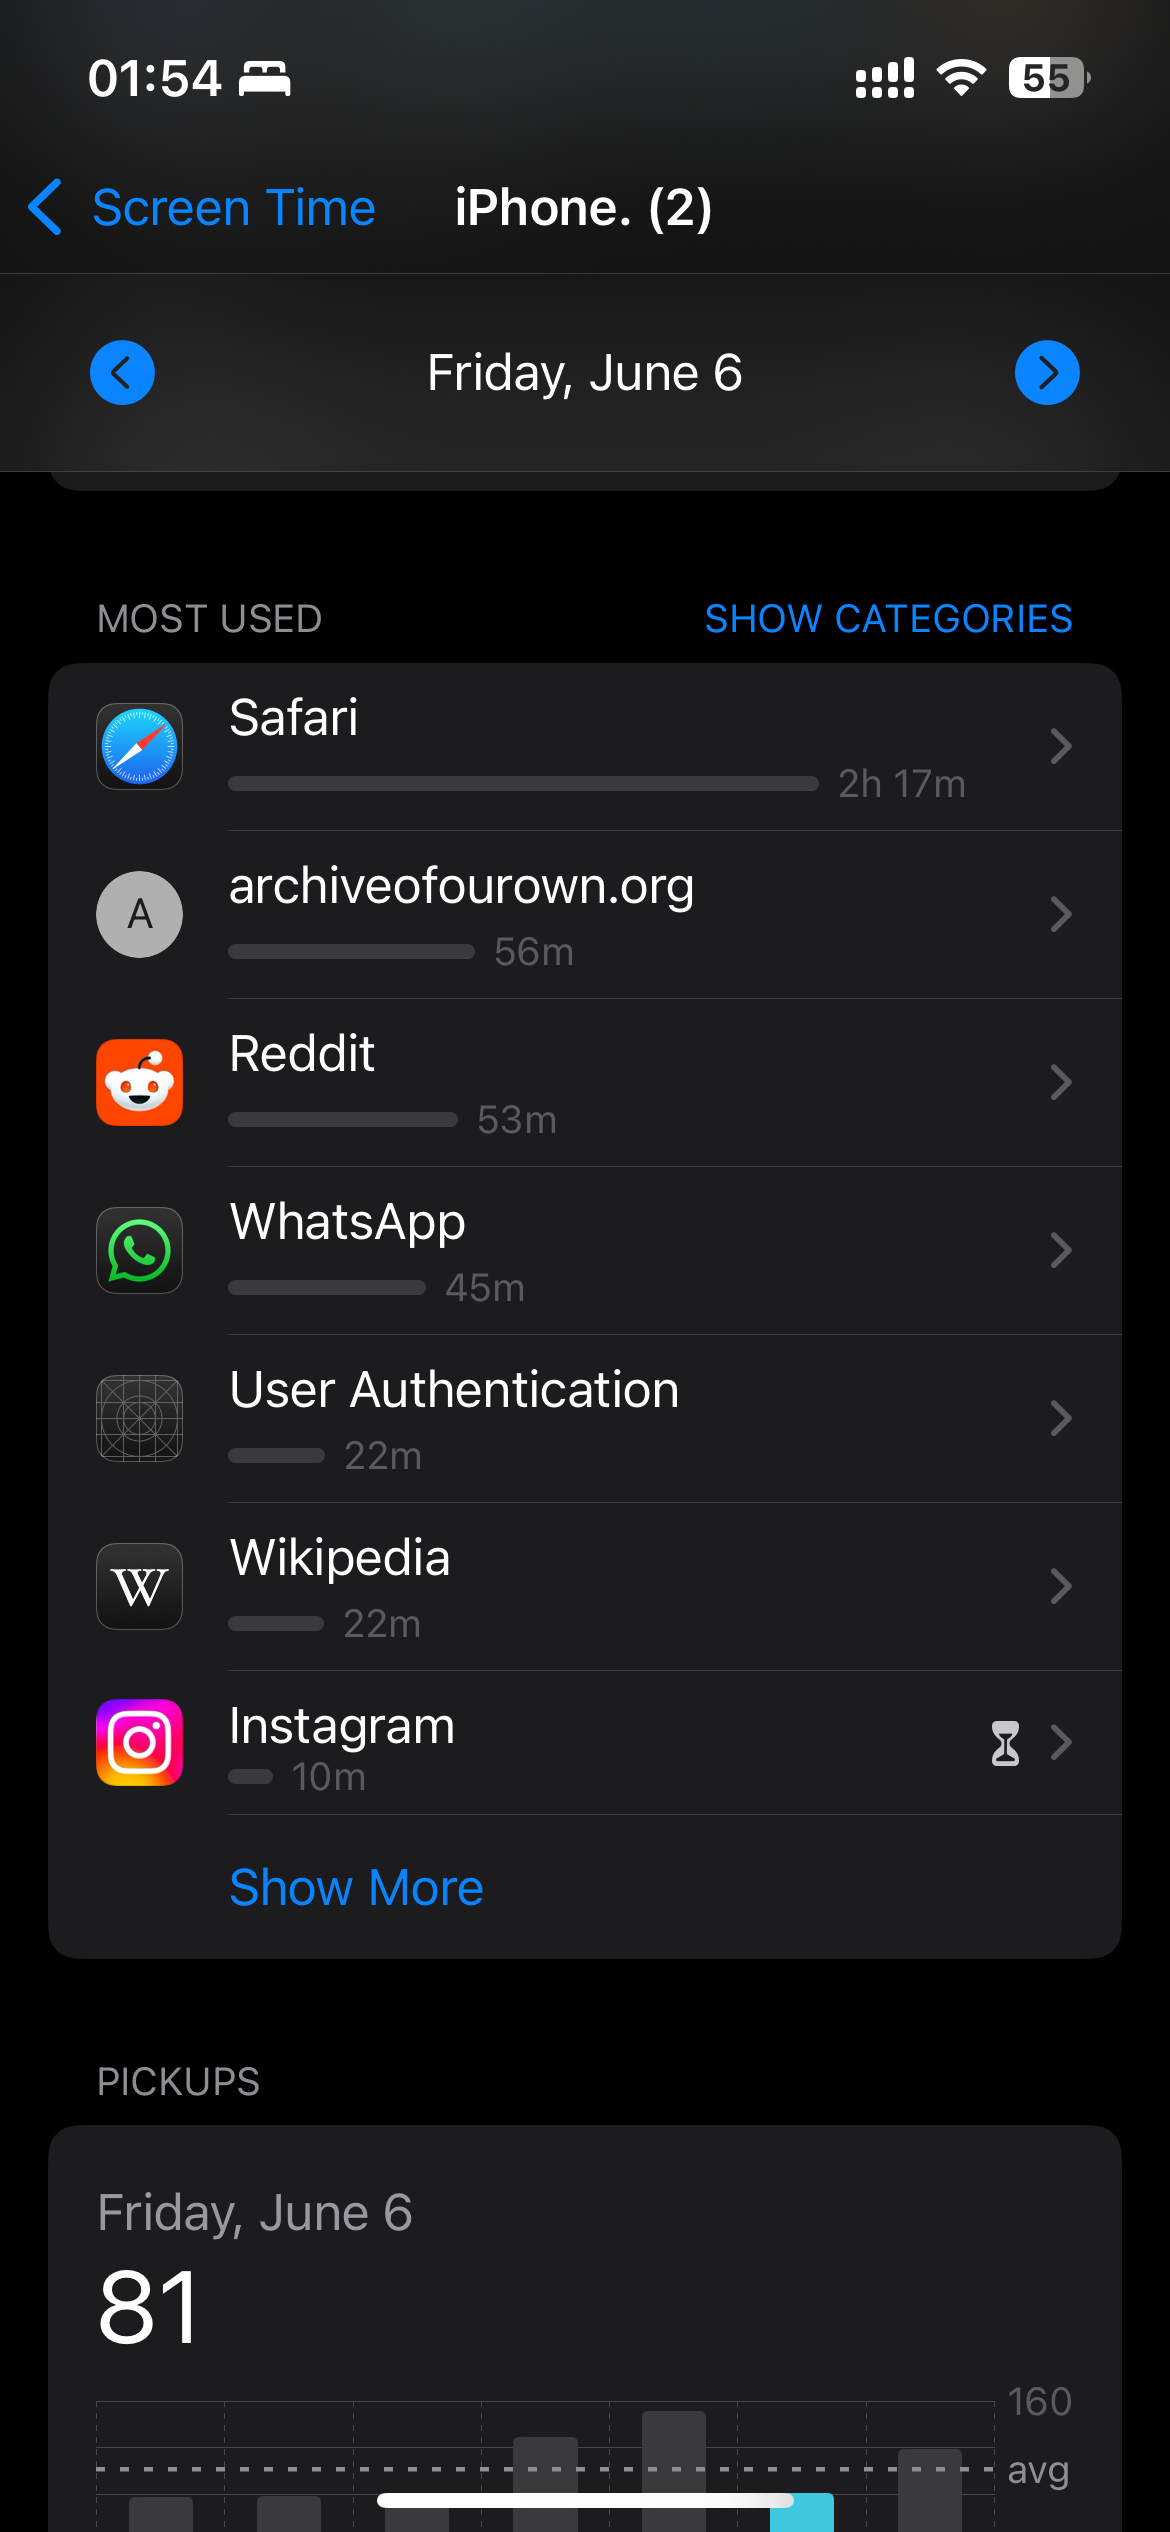 01:54 55
Screen Time iPhone. (2)
Friday, June 6
MOST USED SHOW CATEGORIES
Safari
2h 17m
A
archiveofourown.org
56m
Reddit
53m
WhatsApp
45m
User Authentication
22m
W
Wikipedia
22m
Instagram
10m
Show More
PICKUPS
Friday, June 6
81
160
avg